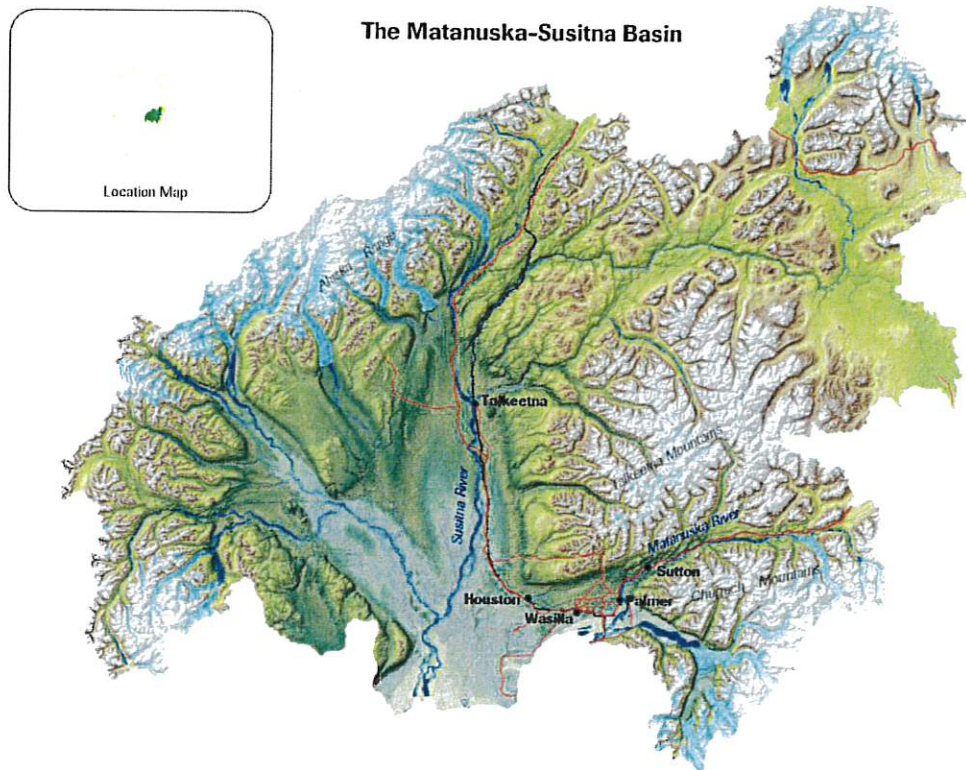 The Matanuska-Susitna Basin
Location Map
Alaska Range
Talkeetna
Talkeetna Mountains
Susitna River
Matanuska River
Sutton
Chugach Mountains
Houston
Palmer
Wasilla